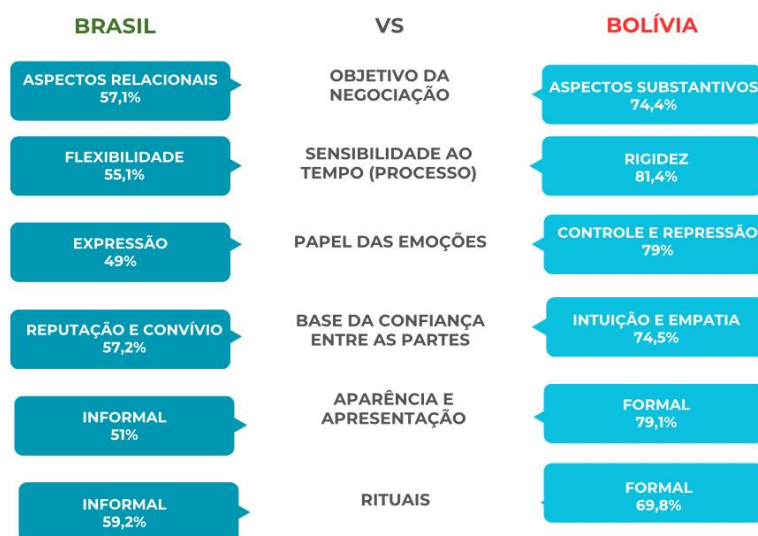 BRASIL VS BOLÍVIA
ASPECTOS RELACIONAIS
57,1%
OBJETIVO DA
NEGOCIAÇÃO
ASPECTOS SUBSTANTIVOS
74,4%
FLEXIBILIDADE
55,1%
SENSIBILIDADE AO
TEMPO (PROCESSO)
RIGIDEZ
81,4%
EXPRESSÃO
49%
PAPEL DAS EMOÇÕES
CONTROLE E REPRESSÃO
79%
REPUTAÇÃO E CONVÍVIO
57,2%
BASE DA CONFIANÇA
ENTRE AS PARTES
INTUIÇÃO E EMPATIA
74,5%
INFORMAL
51%
APARÊNCIA E
APRESENTAÇÃO
FORMAL
79,1%
INFORMAL
59,2%
RITUAIS
FORMAL
69,8%